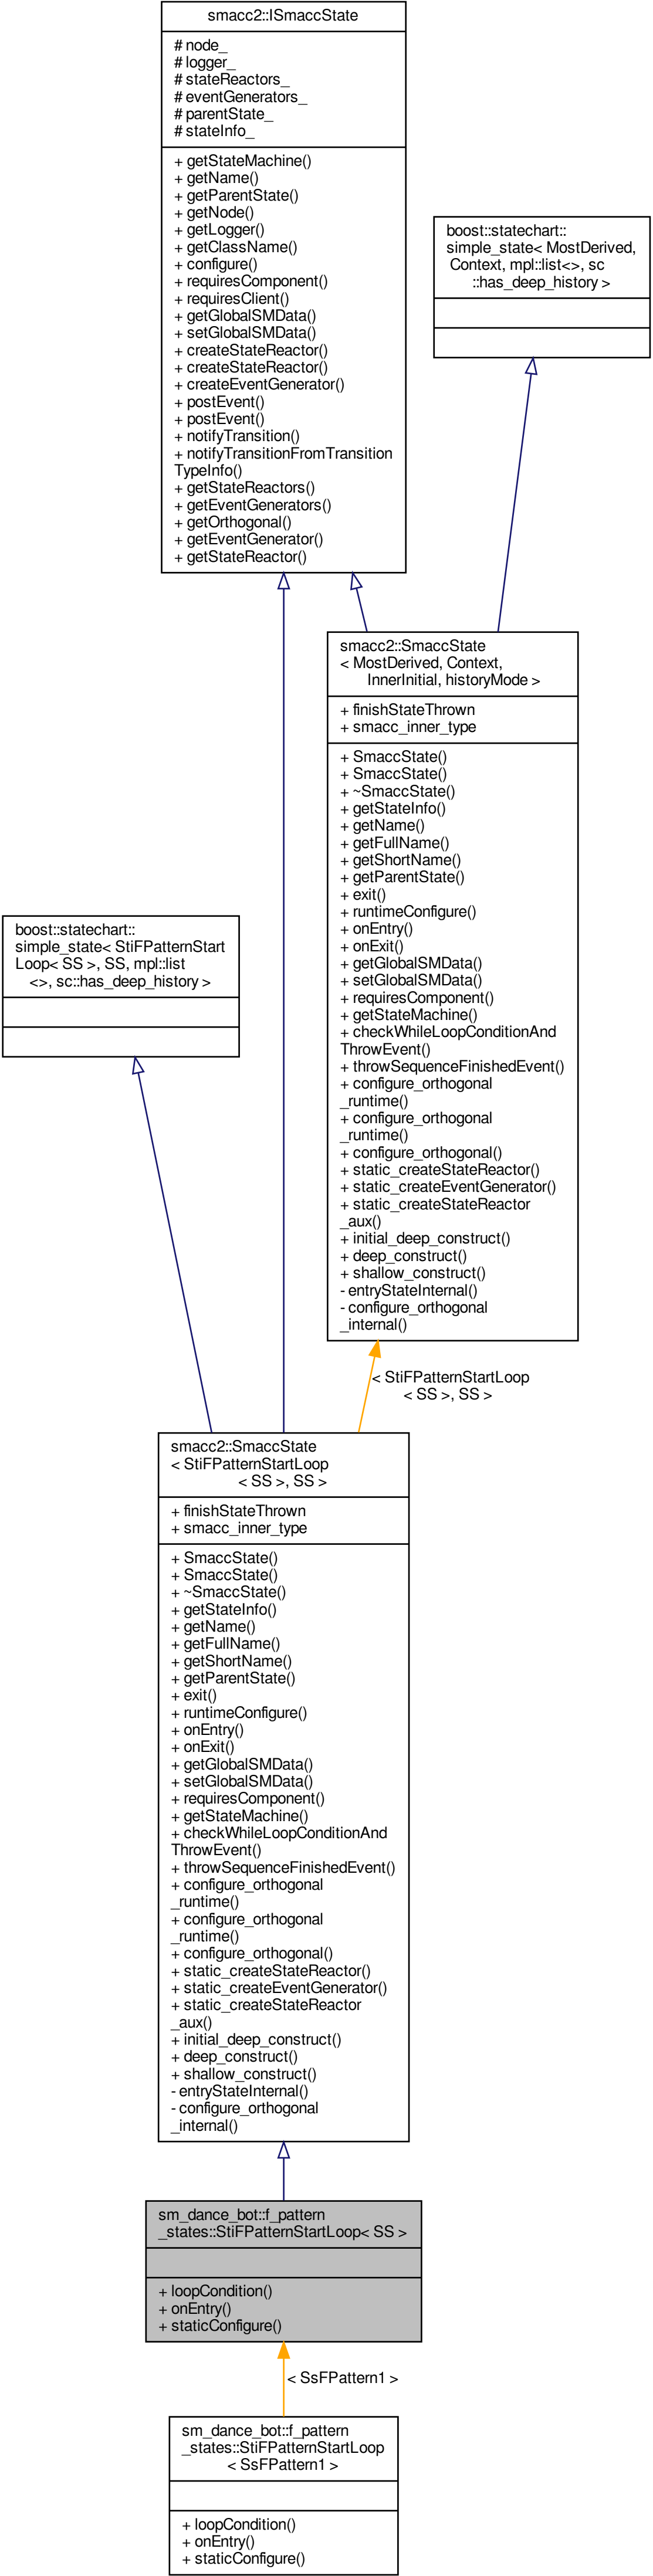 smacc2::ISmaccState
# node_
# logger_
# stateReactors_
# eventGenerators_
# parentState_
# stateInfo_
+ getStateMachine()
+ getName()
+ getParentState()
+ getNode()
+ getLogger()
+ getClassName()
+ configure()
+ requiresComponent()
+ requiresClient()
+ getGlobalSMData()
+ setGlobalSMData()
+ createStateReactor()
+ createStateReactor()
+ createEventGenerator()
+ postEvent()
+ postEvent()
+ notifyTransition()
+ notifyTransitionFromTransition
TypeInfo()
+ getStateReactors()
+ getEventGenerators()
+ getOrthogonal()
+ getEventGenerator()
+ getStateReactor()
boost::statechart::
simple_state< MostDerived,
Context, mpl::list<>, sc
::has_deep_history >
smacc2::SmaccState
< MostDerived, Context,
InnerInitial, historyMode >
+ finishStateThrown
+ smacc_inner_type
+ SmaccState()
+ SmaccState()
+ ~SmaccState()
+ getStateInfo()
+ getName()
+ getFullName()
+ getShortName()
+ getParentState()
+ exit()
+ runtimeConfigure()
+ onEntry()
+ onExit()
+ getGlobalSMData()
+ setGlobalSMData()
+ requiresComponent()
+ getStateMachine()
+ checkWhileLoopConditionAnd
ThrowEvent()
+ throwSequenceFinishedEvent()
+ configure_orthogonal
_runtime()
+ configure_orthogonal
_runtime()
+ configure_orthogonal()
+ static_createStateReactor()
+ static_createEventGenerator()
+ static_createStateReactor
_aux()
+ initial_deep_construct()
+ deep_construct()
+ shallow_construct()
- entryStateInternal()
- configure_orthogonal
_internal()
boost::statechart::
simple_state< StiFPatternStart
Loop< SS >, SS, mpl::list
<>, sc::has_deep_history >
< StiFPatternStartLoop
< SS >, SS >
smacc2::SmaccState
< StiFPatternStartLoop
< SS >, SS >
+ finishStateThrown
+ smacc_inner_type
+ SmaccState()
+ SmaccState()
+ ~SmaccState()
+ getStateInfo()
+ getName()
+ getFullName()
+ getShortName()
+ getParentState()
+ exit()
+ runtimeConfigure()
+ onEntry()
+ onExit()
+ getGlobalSMData()
+ setGlobalSMData()
+ requiresComponent()
+ getStateMachine()
+ checkWhileLoopConditionAnd
ThrowEvent()
+ throwSequenceFinishedEvent()
+ configure_orthogonal
_runtime()
+ configure_orthogonal
_runtime()
+ configure_orthogonal()
+ static_createStateReactor()
+ static_createEventGenerator()
+ static_createStateReactor
_aux()
+ initial_deep_construct()
+ deep_construct()
+ shallow_construct()
- entryStateInternal()
- configure_orthogonal
_internal()
sm_dance_bot::f_pattern
_states::StiFPatternStartLoop< SS >
+ loopCondition()
+ onEntry()
+ staticConfigure()
< SsFPattern1 >
sm_dance_bot::f_pattern
_states::StiFPatternStartLoop
< SsFPattern1 >
+ loopCondition()
+ onEntry()
+ staticConfigure()